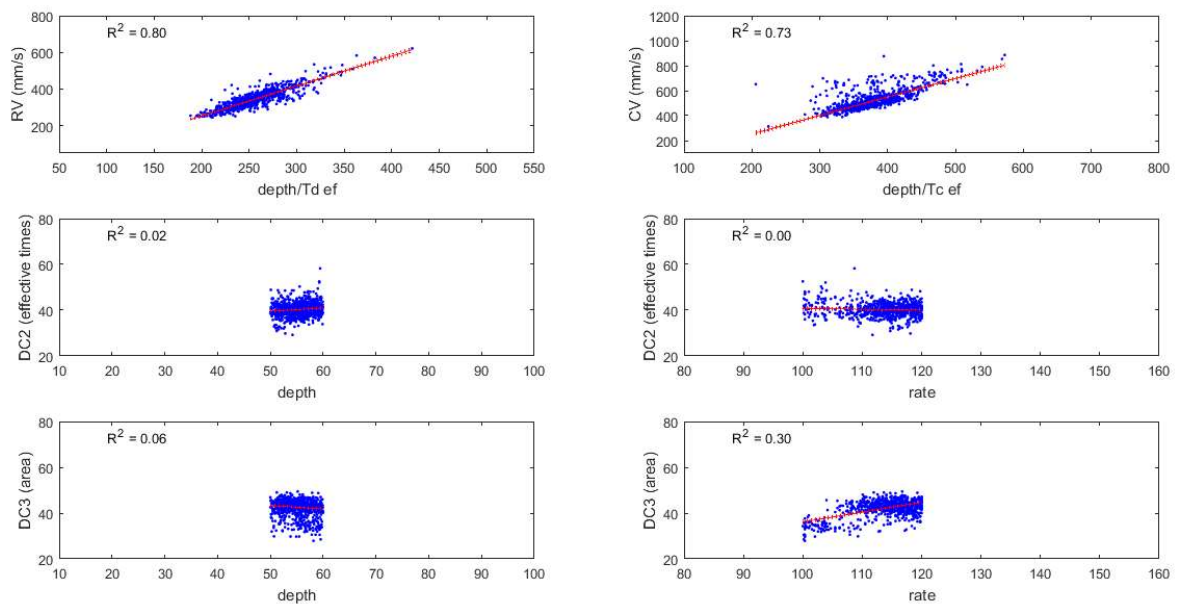 R² = 0.80
RV (mm/s)
800
600
400
200
50 100 150 200 250 300 350 400 450 500 550
depth/Td ef
R² = 0.73
CV (mm/s)
1200
1000
800
600
400
200
100 200 300 400 500 600 700 800
depth/Tc ef
R² = 0.02
DC2 (effective times)
80
60
40
20
10 20 30 40 50 60 70 80 90 100
depth
R² = 0.00
DC2 (effective times)
80
60
40
20
80 90 100 110 120 130 140 150 160
rate
R² = 0.06
DC3 (area)
80
60
40
20
10 20 30 40 50 60 70 80 90 100
depth
R² = 0.30
DC3 (area)
80
60
40
20
80 90 100 110 120 130 140 150 160
rate